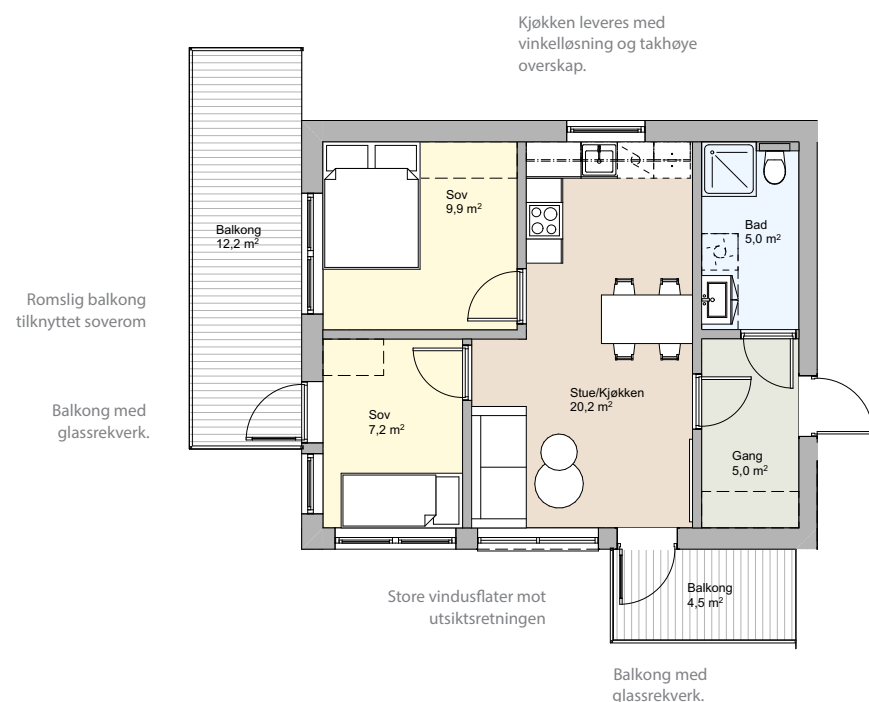 Kjøkken leveres med
vinkelløsning og takhøye
overskap.
Sov
9,9 m²
Bad
5,0 m²
Balkong
12,2 m²
Romslig balkong
tilknyttet soverom
Balkong med
glassrekverk.
Sov
7,2 m²
Stue/Kjøkken
20,2 m²
Gang
5,0 m²
Store vindusflater mot
utsiktsretningen
Balkong
4,5 m²
Balkong med
glassrekverk.